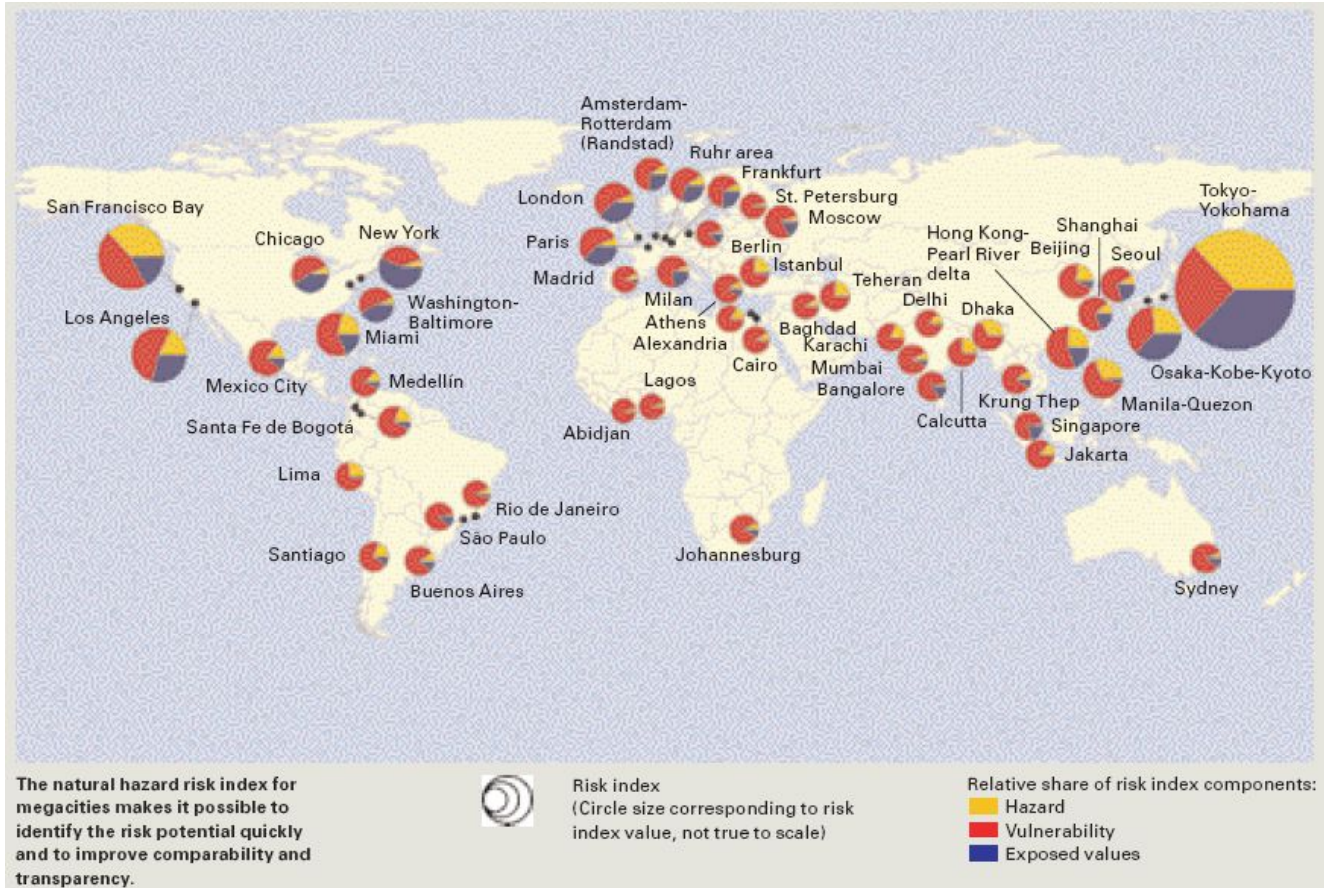 Amsterdam-
Rotterdam
(Randstad)
Ruhr area
Frankfurt
London
St. Petersburg
Moscow
Tokyo-
Yokohama
San Francisco Bay
Chicago
New York
Paris
Berlin
Istanbul
Madrid
Milan
Athens
Alexandria
Cairo
Baghdad
Teheran
Karachi
Mumbai
Bangalore
Delhi
Dhaka
Calcutta
Hong Kong-
Pearl River
delta
Beijing
Shanghai
Seoul
Osaka-Kobe-Kyoto
Manila-Quezon
Krung Thep
Singapore
Jakarta
Los Angeles
Washington-
Baltimore
Miami
Mexico City
Medellín
Santa Fe de Bogotá
Lagos
Abidjan
Lima
Rio de Janeiro
São Paulo
Santiago
Buenos Aires
Johannesburg
Sydney
The natural hazard risk index for
megacities makes it possible to
identify the risk potential quickly
and to improve comparability and
transparency.
Risk index
(Circle size corresponding to risk
index value, not true to scale)
Relative share of risk index components:
Hazard
Vulnerability
Exposed values